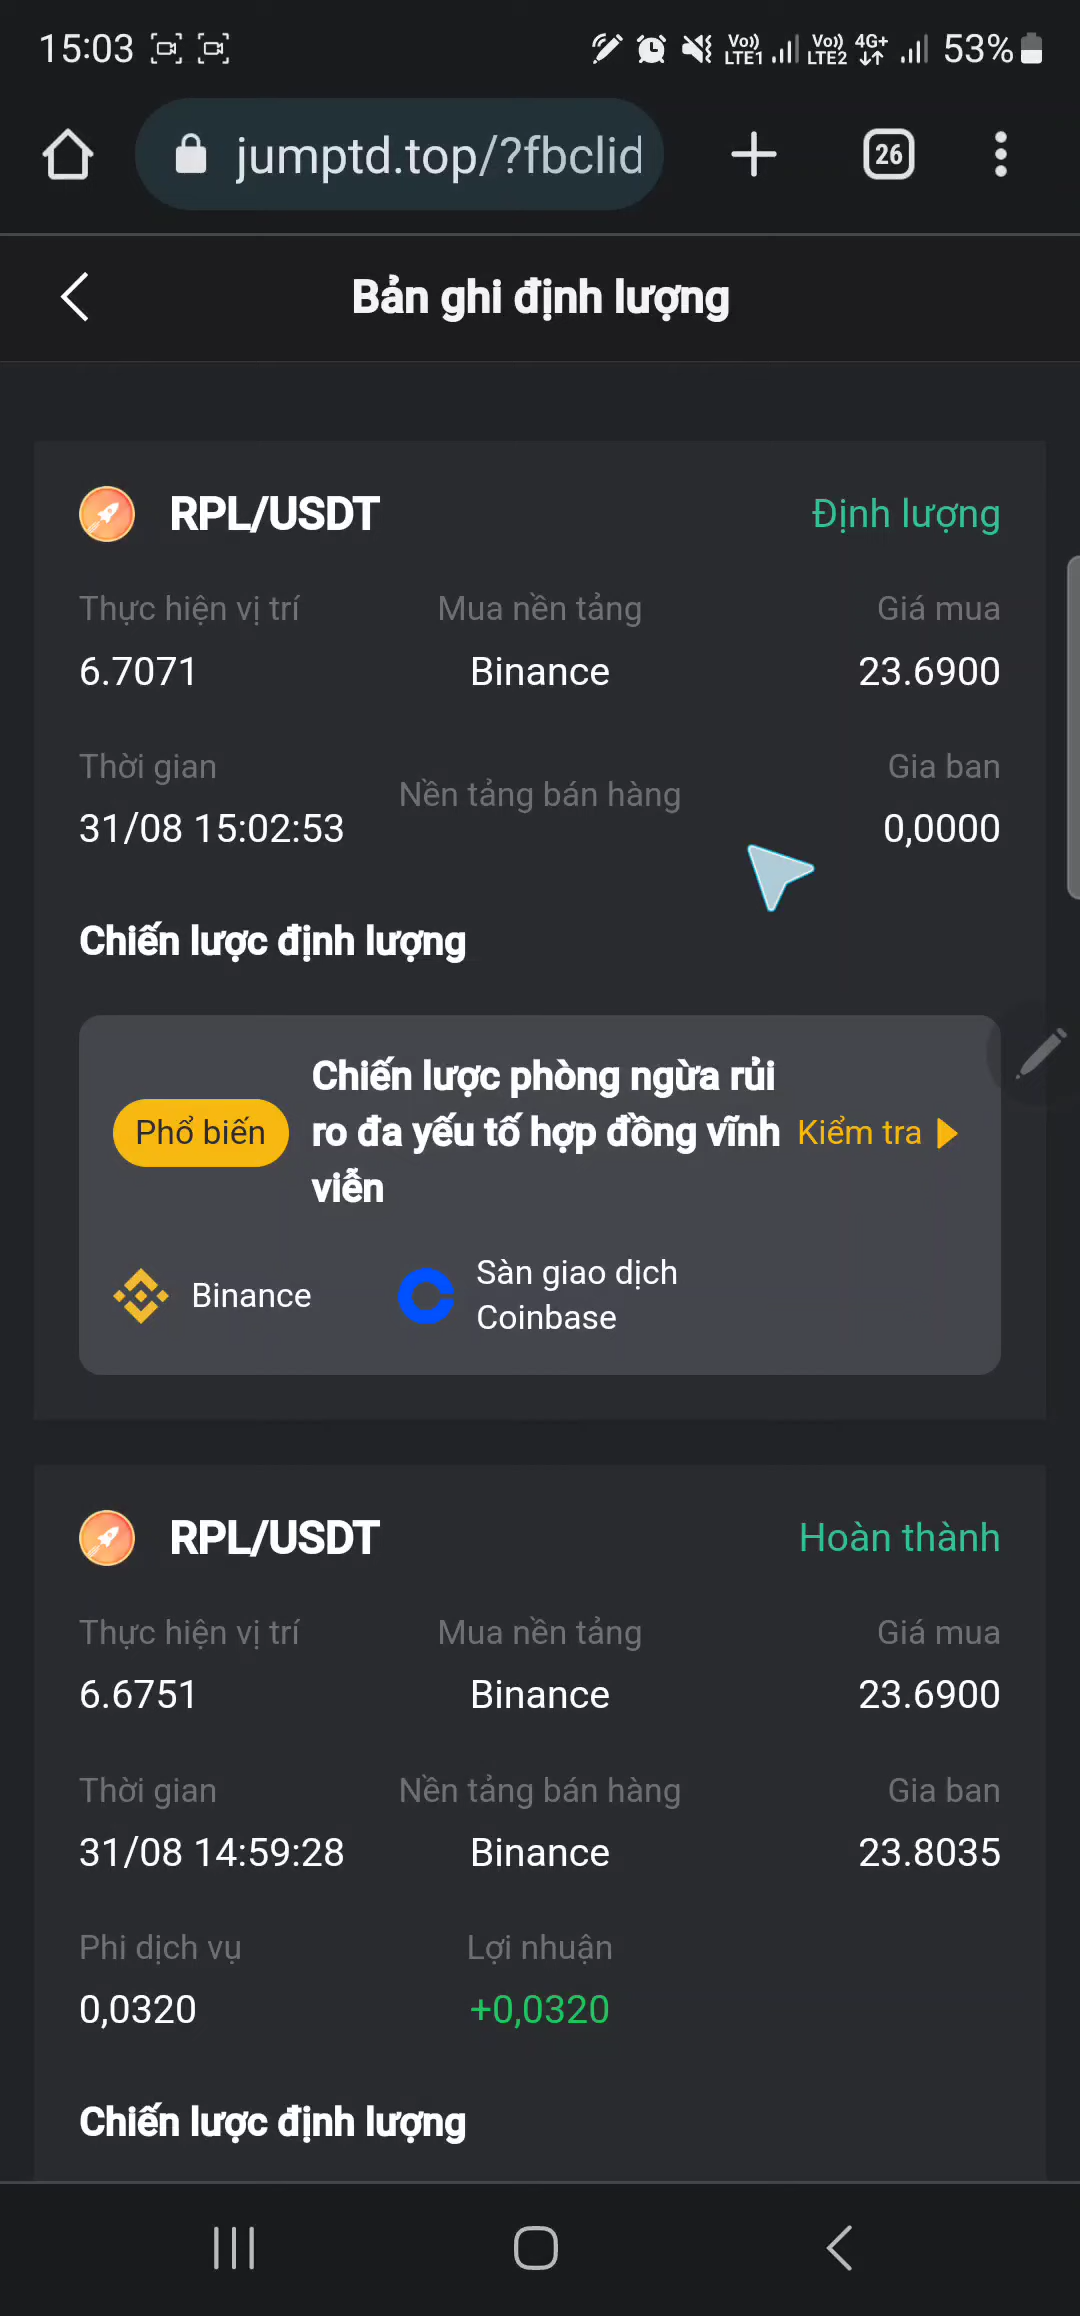 15:03
Vo)) LTE1 Vo)) LTE2 4G+ 53%
jumptd.top/?fbclid
26
Bản ghi định lượng
RPL/USDT Định lượng
Thực hiện vị trí Mua nền tảng Giá mua
6.7071 Binance 23.6900
Thời gian Nền tảng bán hàng Gia ban
31/08 15:02:53 0,0000
Chiến lược định lượng
Phổ biến
Chiến lược phòng ngừa rủi
ro đa yếu tố hợp đồng vĩnh
viễn
Kiểm tra
Binance
Sàn giao dịch
Coinbase
RPL/USDT Hoàn thành
Thực hiện vị trí Mua nền tảng Giá mua
6.6751 Binance 23.6900
Thời gian Nền tảng bán hàng Gia ban
31/08 14:59:28 Binance 23.8035
Phi dịch vụ Lợi nhuận
0,0320 +0,0320
Chiến lược định lượng